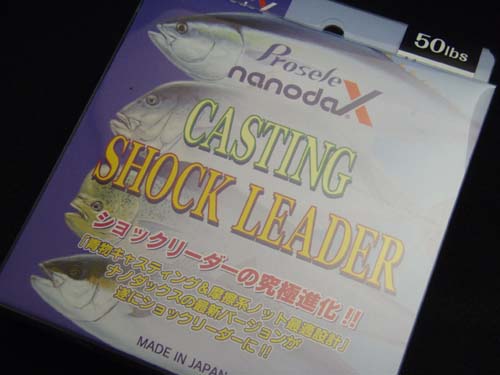 50lbs
Prosele
nanodaX
CASTING
SHOCK LEADER
ショックリーダーの究極進化!!
「青物キャスティング&摩擦系ノット最適設計」
ナノダックスの最新バージョンが
遂にショックリーダーに!!
MADE IN JAPAN